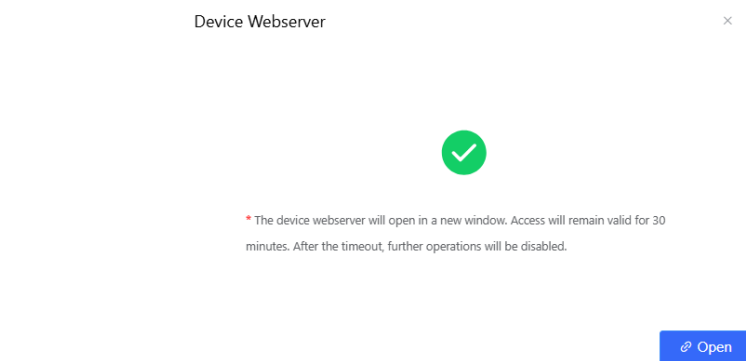 Device Webserver
* The device webserver will open in a new window. Access will remain valid for 30
minutes. After the timeout, further operations will be disabled.
Open